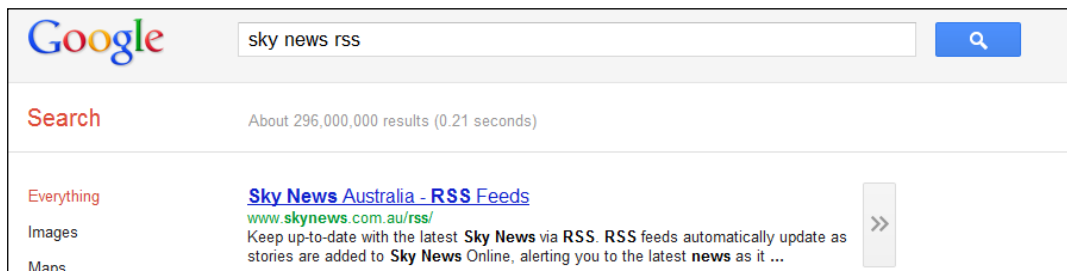 Google
sky news rss
Search
About 296,000,000 results (0.21 seconds)
Everything
Images
Maps
Sky News Australia - RSS Feeds
www.skynews.com.au/rss/
Keep up-to-date with the latest Sky News via RSS. RSS feeds automatically update as
stories are added to Sky News Online, alerting you to the latest news as it ...